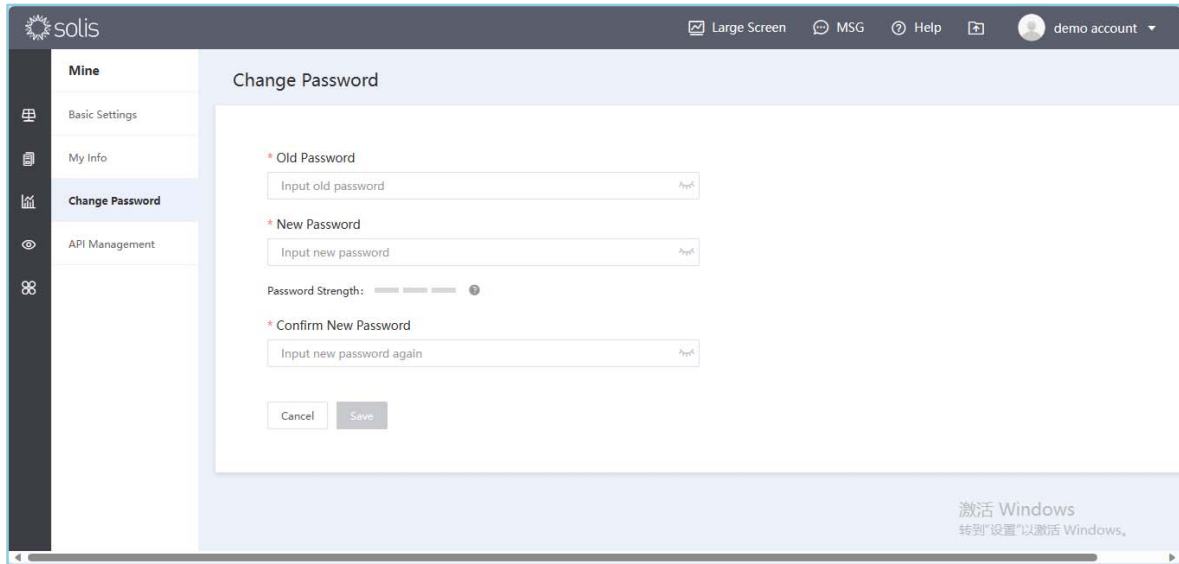 solis
Large Screen
MSG
Help
demo account
Mine
Basic Settings
My Info
Change Password
API Management
Change Password
* Old Password
Input old password
* New Password
Input new password
Password Strength:
* Confirm New Password
Input new password again
Cancel
Save
激活 Windows
转到"设置"以激活 Windows。